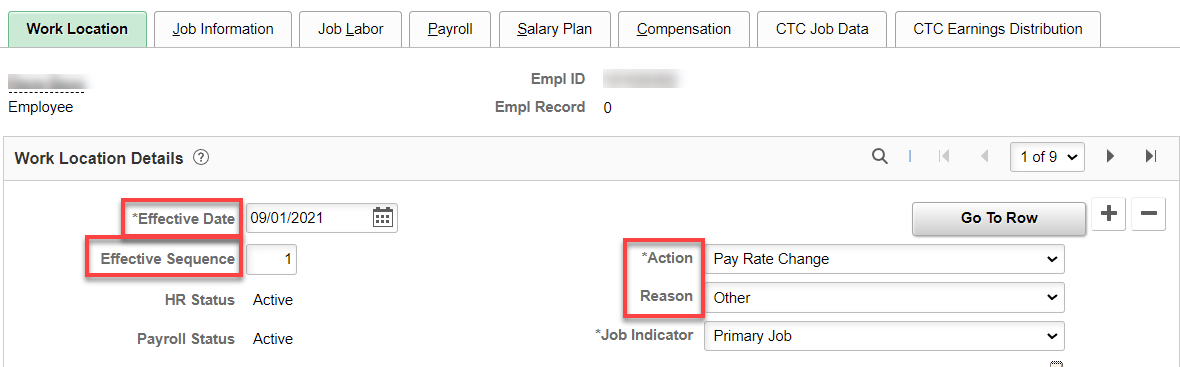 Work Location Job Information Job Labor Payroll Salary Plan Compensation CTC Job Data CTC Earnings Distribution
Empl ID
Employee Empl Record 0
Work Location Details ? 1 of 9
*Effective Date 09/01/2021 Go To Row
Effective Sequence 1 *Action Pay Rate Change
HR Status Active Reason Other
Payroll Status Active *Job Indicator Primary Job